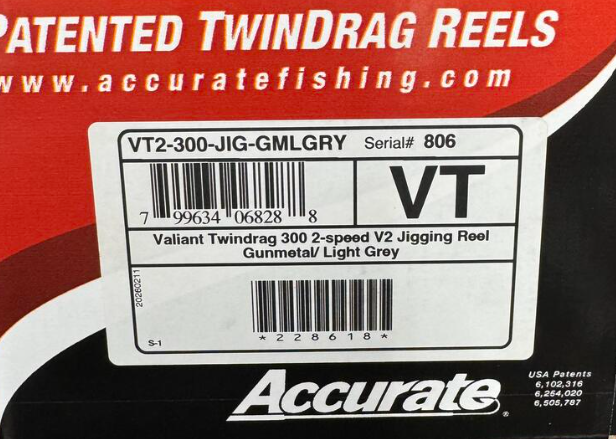 PATENTED TWINDRAG REELS
www.accuratefishing.com
VT2-300-JIG-GMLGRY Serial# 806
7 99634 06828 8
VT
Valiant Twindrag 300 2-speed V2 Jigging Reel
Gunmetal/ Light Grey
20260211
*228618*
S-1
Accurate®
USA Patents
6,102,316
6,254,020
6,505,787